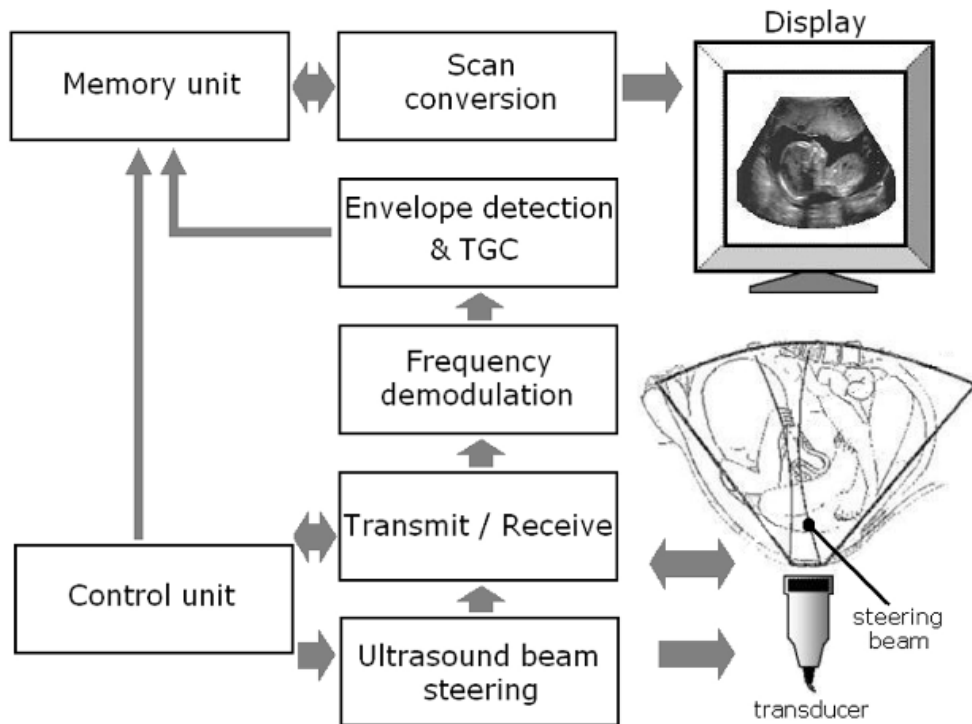 Display
Memory unit
Scan
conversion
Envelope detection
& TGC
Frequency
demodulation
Transmit / Receive
Control unit
Ultrasound beam
steering
steering
beam
transducer